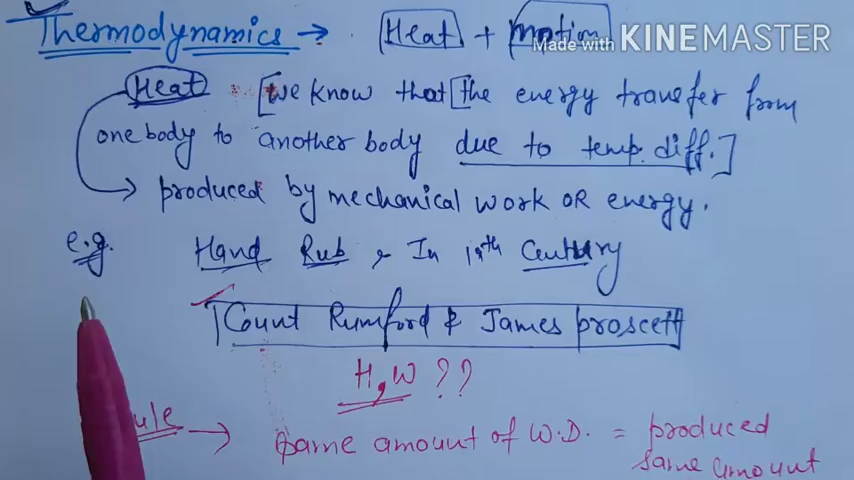 Thermodynamics → Heat + motion
Made with KINEMASTER
Heat [we know that [the energy transfer from
one body to another body due to temp. diff.]
→ produced by mechanical work OR energy.
e.g. Hand Rub, In 19th Century
Count Rumford & James proscett
H, W ??
ule → same amount of W.D. = produced
same amount